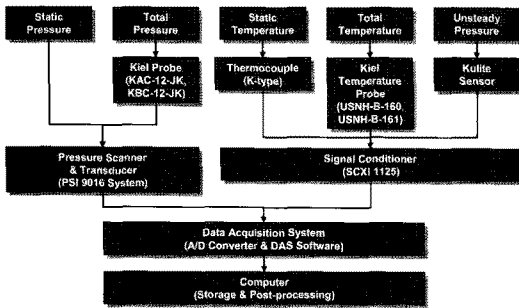 Static
Pressure
Total
Pressure
Static
Temperature
Total
Temperature
Unsteady
Pressure
Kiel Probe
(KAC-12-JK,
KBC-12-JK)
Thermocouple
(K-type)
Kiel
Temperature
Probe
(USNH-B-160,
USNH-B-161)
Kulite
Sensor
Pressure Scanner
& Transducer
(PSI 9016 System)
Signal Conditioner
(SCXI 1125)
Data Acquisition System
(A/D Converter & DAS Software)
Computer
(Storage & Post-processing)